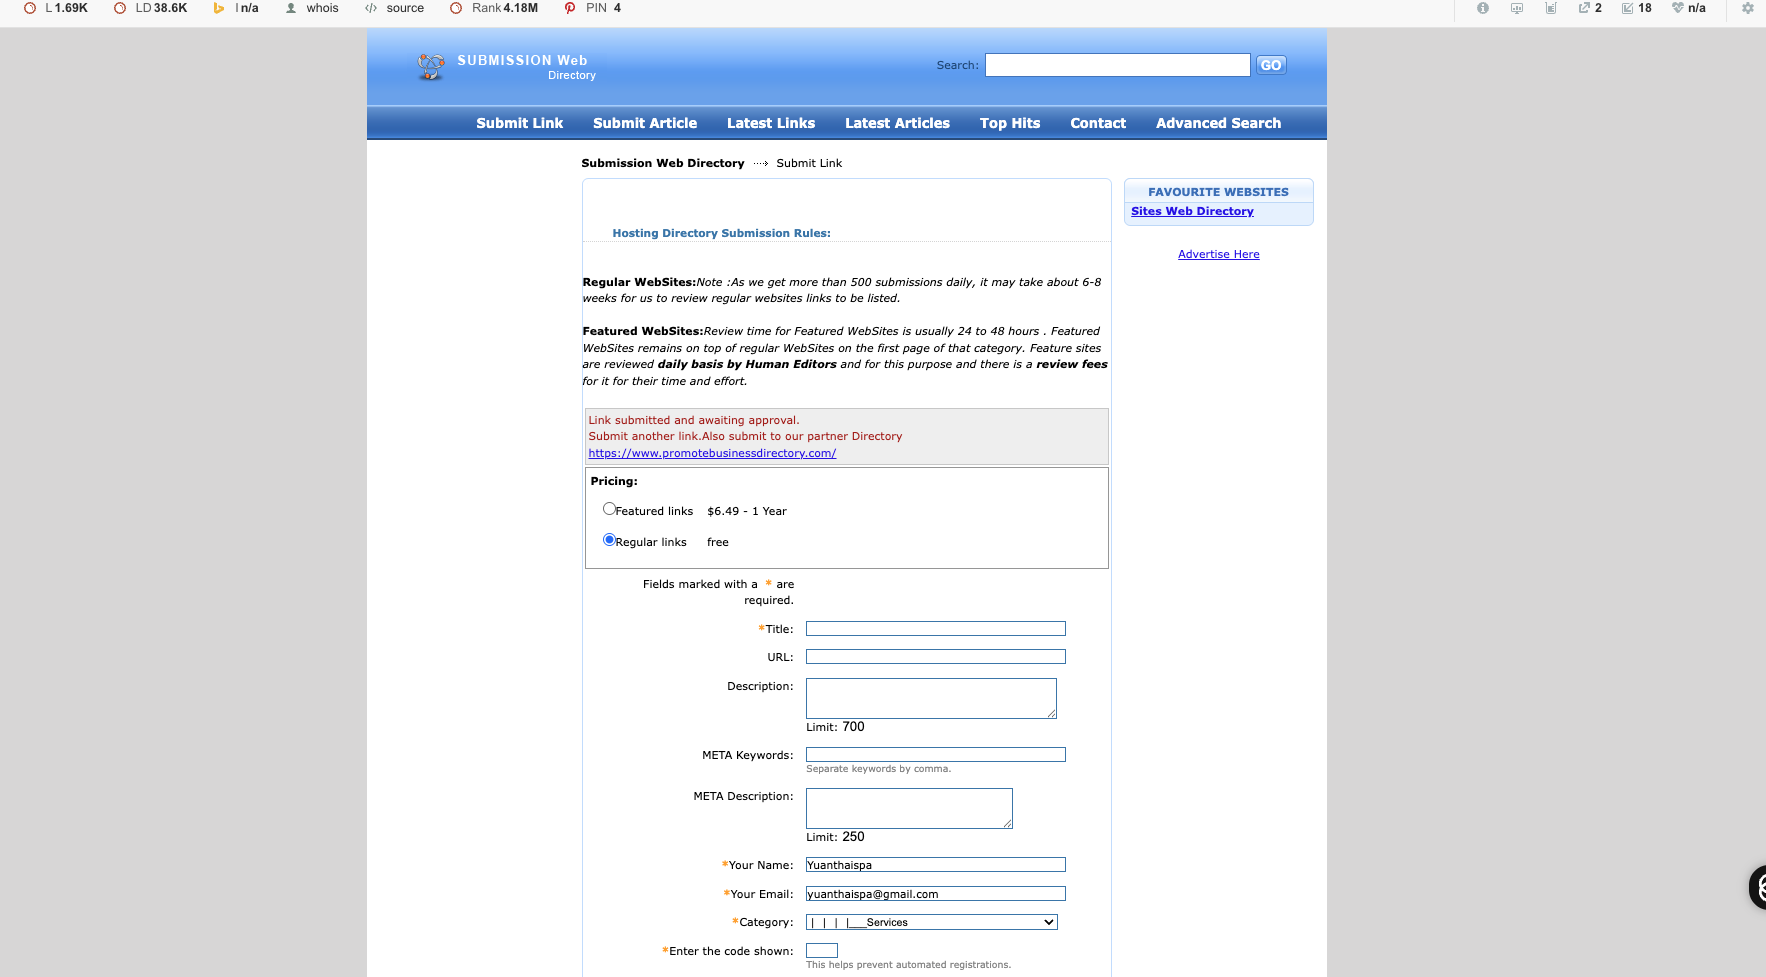 L 1.69K LD 38.6K I n/a whois source Rank 4.18M PIN 4 2 18 n/a
SUBMISSION Web
Directory
Search: GO
Submit Link Submit Article Latest Links Latest Articles Top Hits Contact Advanced Search
Submission Web Directory Submit Link
FAVOURITE WEBSITES
Sites Web Directory
Advertise Here
Hosting Directory Submission Rules:
Regular WebSites:Note :As we get more than 500 submissions daily, it may take about 6-8
weeks for us to review regular websites links to be listed.
Featured WebSites:Review time for Featured WebSites is usually 24 to 48 hours . Featured
WebSites remains on top of regular WebSites on the first page of that category. Feature sites
are reviewed daily basis by Human Editors and for this purpose and there is a review fees
for it for their time and effort.
Link submitted and awaiting approval.
Submit another link.Also submit to our partner Directory
https://www.promotebusinessdirectory.com/
Pricing:
Featured links $6.49 - 1 Year
Regular links free
Fields marked with a * are
required.
*Title:
URL:
Description:
Limit: 700
META Keywords:
Separate keywords by comma.
META Description:
Limit: 250
*Your Name: Yuanthaispa
*Your Email: yuanthaispa@gmail.com
*Category: | | | |___Services
*Enter the code shown:
This helps prevent automated registrations.